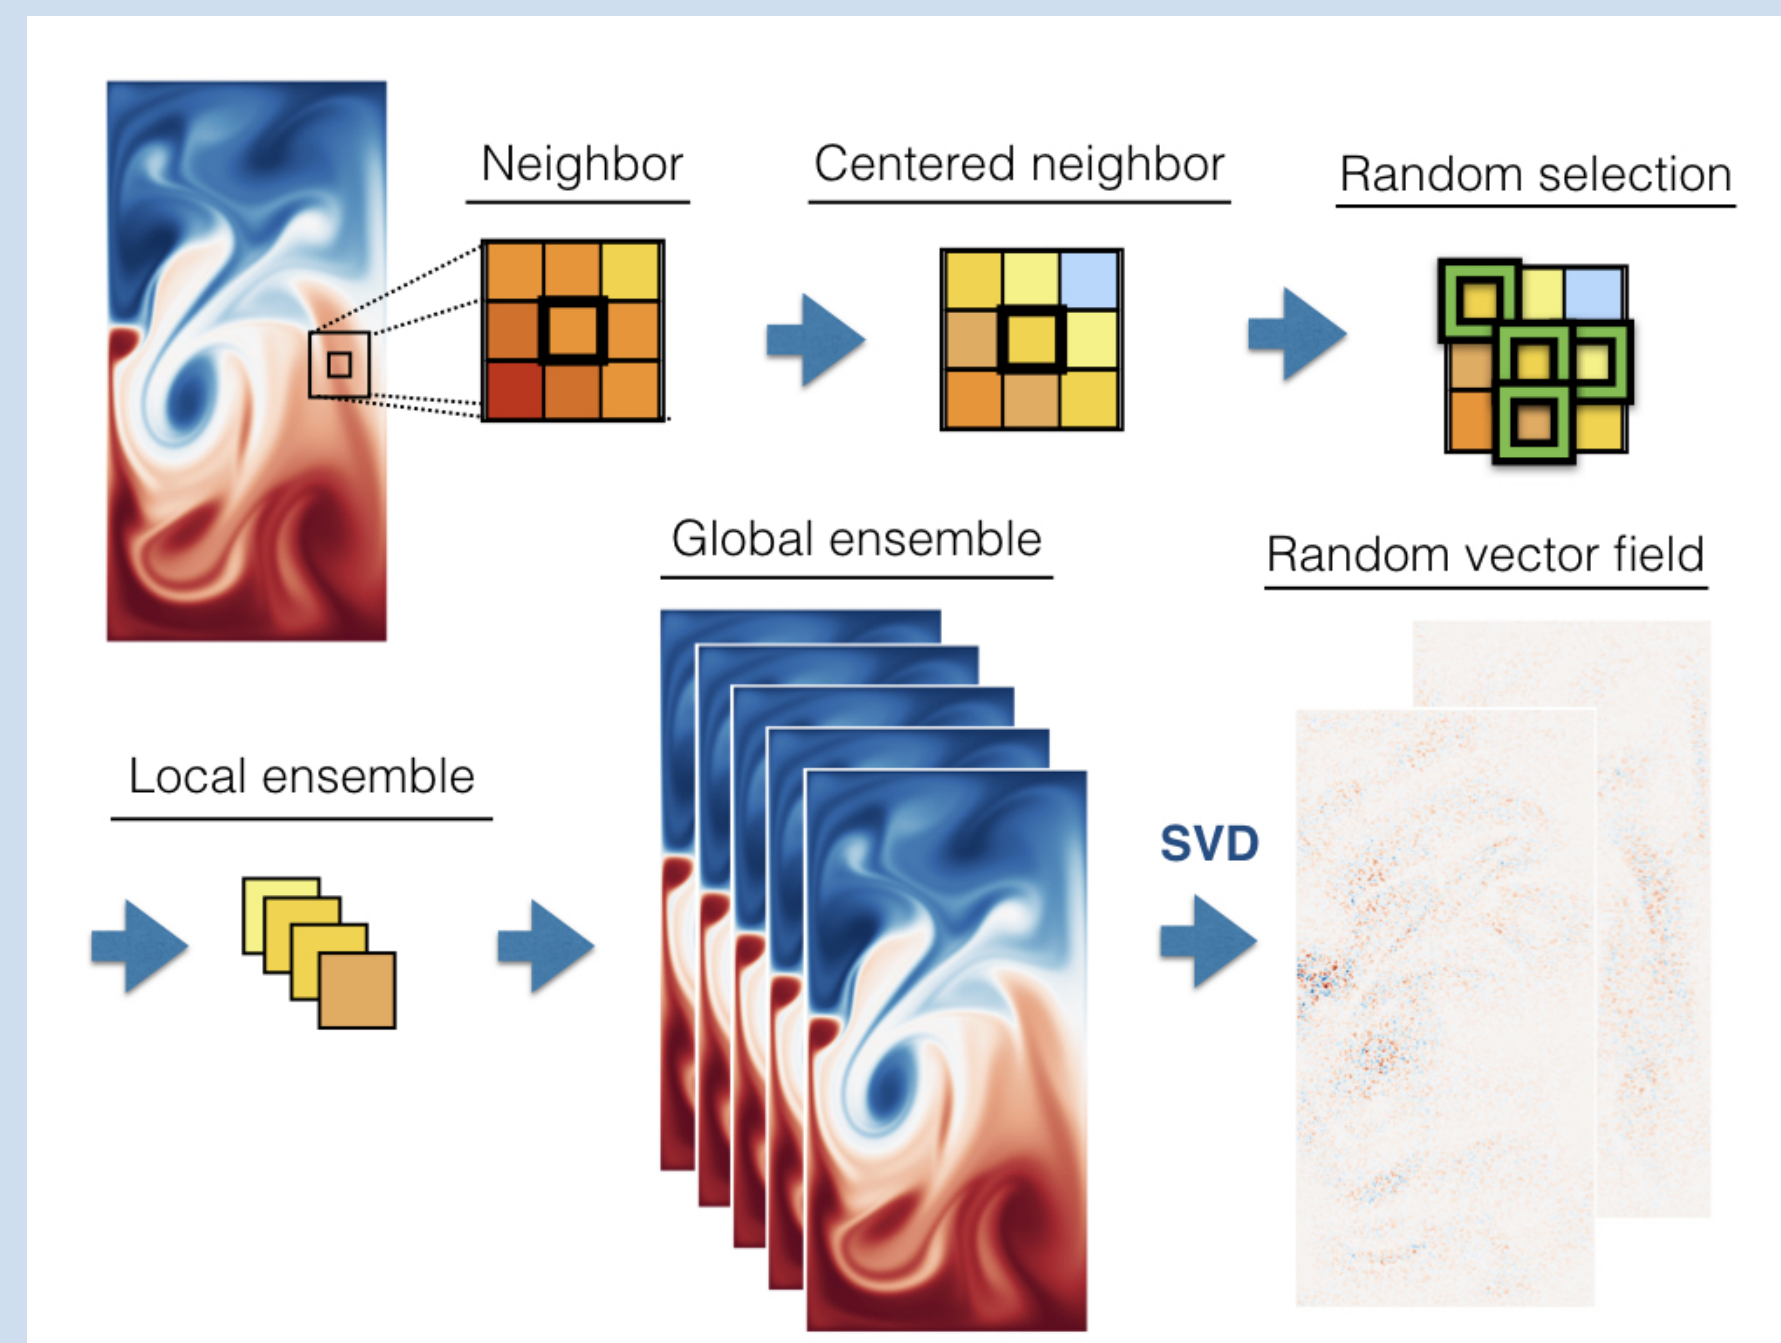 Neighbor
Centered neighbor
Random selection
Global ensemble
Random vector field
Local ensemble
SVD